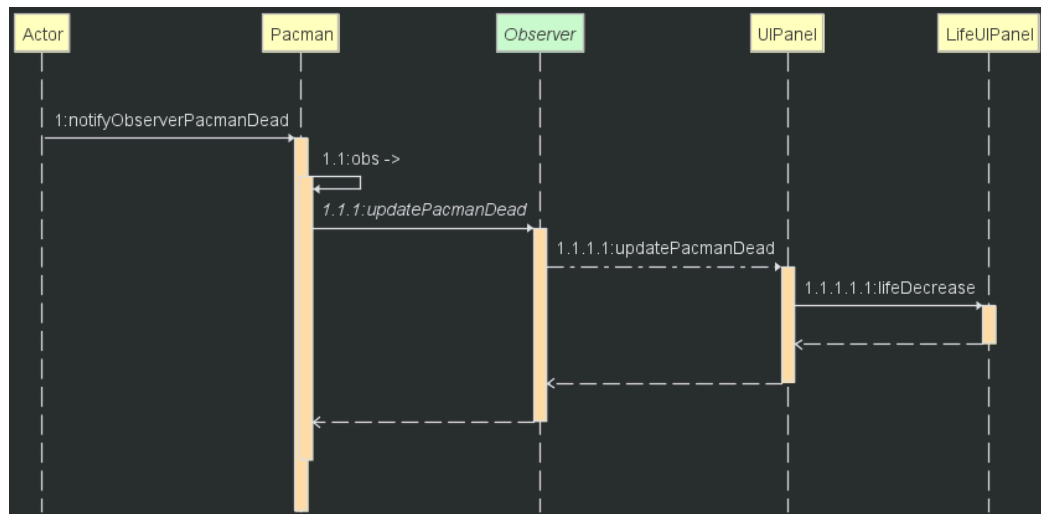 Actor
Pacman
Observer
UIPanel
LifeUIPanel
1:notifyObserverPacmanDead
1.1:obs ->
1.1.1:updatePacmanDead
1.1.1.1:updatePacmanDead
1.1.1.1.1:lifeDecrease